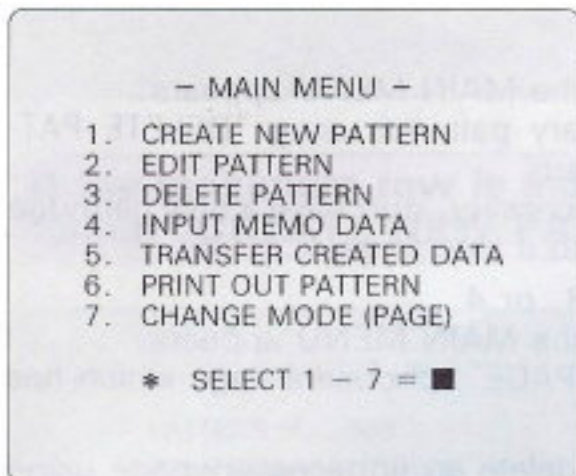 — MAIN MENU —
1. CREATE NEW PATTERN
2. EDIT PATTERN
3. DELETE PATTERN
4. INPUT MEMO DATA
5. TRANSFER CREATED DATA
6. PRINT OUT PATTERN
7. CHANGE MODE (PAGE)
* SELECT 1 — 7 = ■